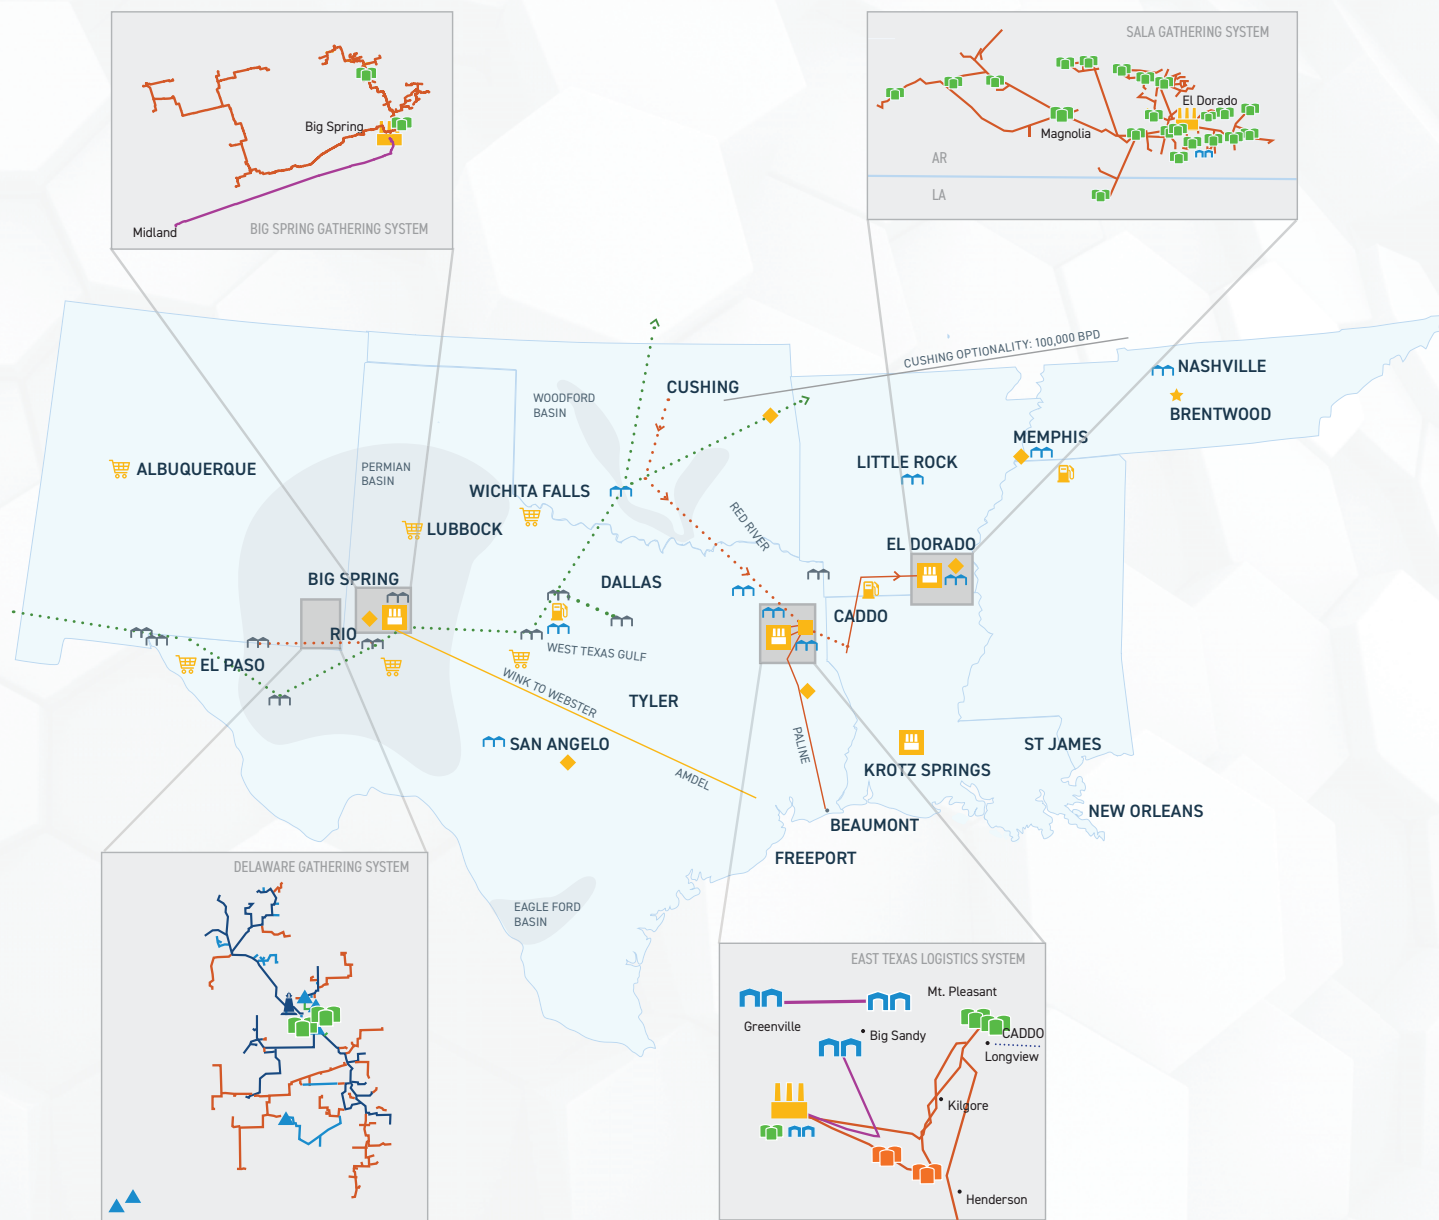 SALA GATHERING SYSTEM
El Dorado
Magnolia
AR
LA
Big Spring
Midland
BIG SPRING GATHERING SYSTEM
CUSHING OPTIONALITY: 100,000 BPD
NASHVILLE
BRENTWOOD
CUSHING
WOODFORD
BASIN
MEMPHIS
LITTLE ROCK
ALBUQUERQUE
PERMIAN
BASIN
WICHITA FALLS
LUBBOCK
RED RIVER
EL DORADO
BIG SPRING
DALLAS
CADDO
RIO
EL PASO
WEST TEXAS GULF
WINK TO WEBSTER
TYLER
SAN ANGELO
AMDEL
PALINE
ST JAMES
KROTZ SPRINGS
NEW ORLEANS
BEAUMONT
FREEPORT
EAGLE FORD
BASIN
DELAWARE GATHERING SYSTEM
EAST TEXAS LOGISTICS SYSTEM
Mt. Pleasant
Greenville
Big Sandy
CADDO
Longview
Kilgore
Henderson